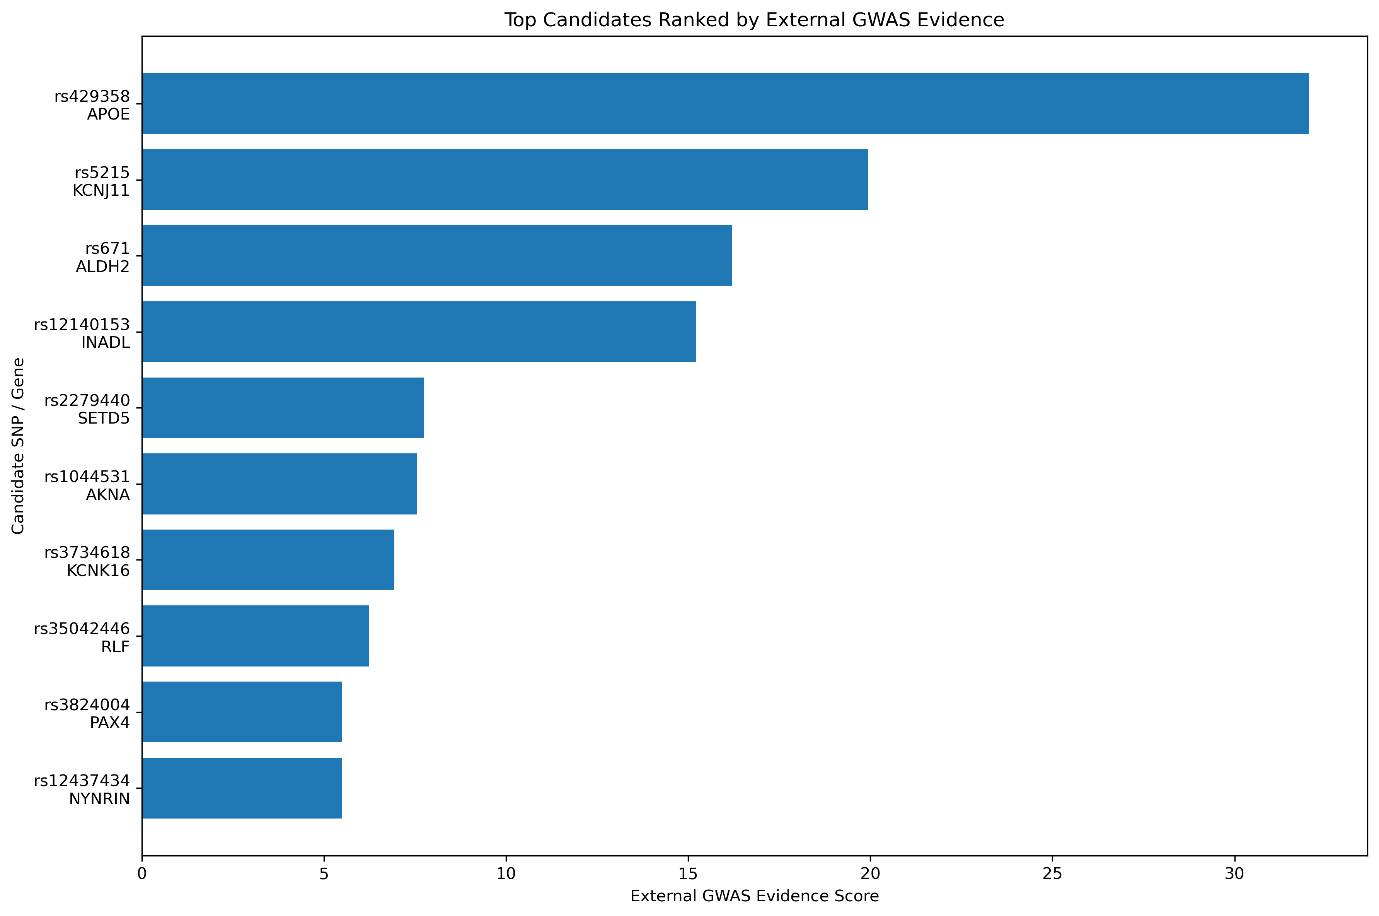 Top Candidates Ranked by External GWAS Evidence
Candidate SNP / Gene
rs429358
APOE
rs5215
KCNJ11
rs671
ALDH2
rs12140153
INADL
rs2279440
SETD5
rs1044531
AKNA
rs3734618
KCNK16
rs35042446
RLF
rs3824004
PAX4
rs12437434
NYNRIN
0 5 10 15 20 25 30
External GWAS Evidence Score